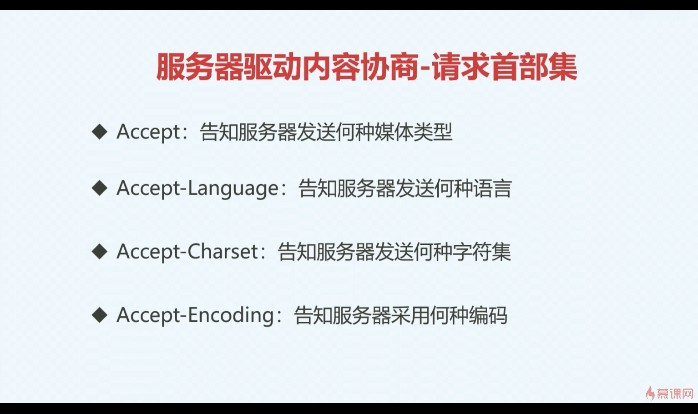 服务器驱动内容协商-请求首部集
◆ Accept：告知服务器发送何种媒体类型
◆ Accept-Language：告知服务器发送何种语言
◆ Accept-Charset：告知服务器发送何种字符集
◆ Accept-Encoding：告知服务器采用何种编码
慕课网